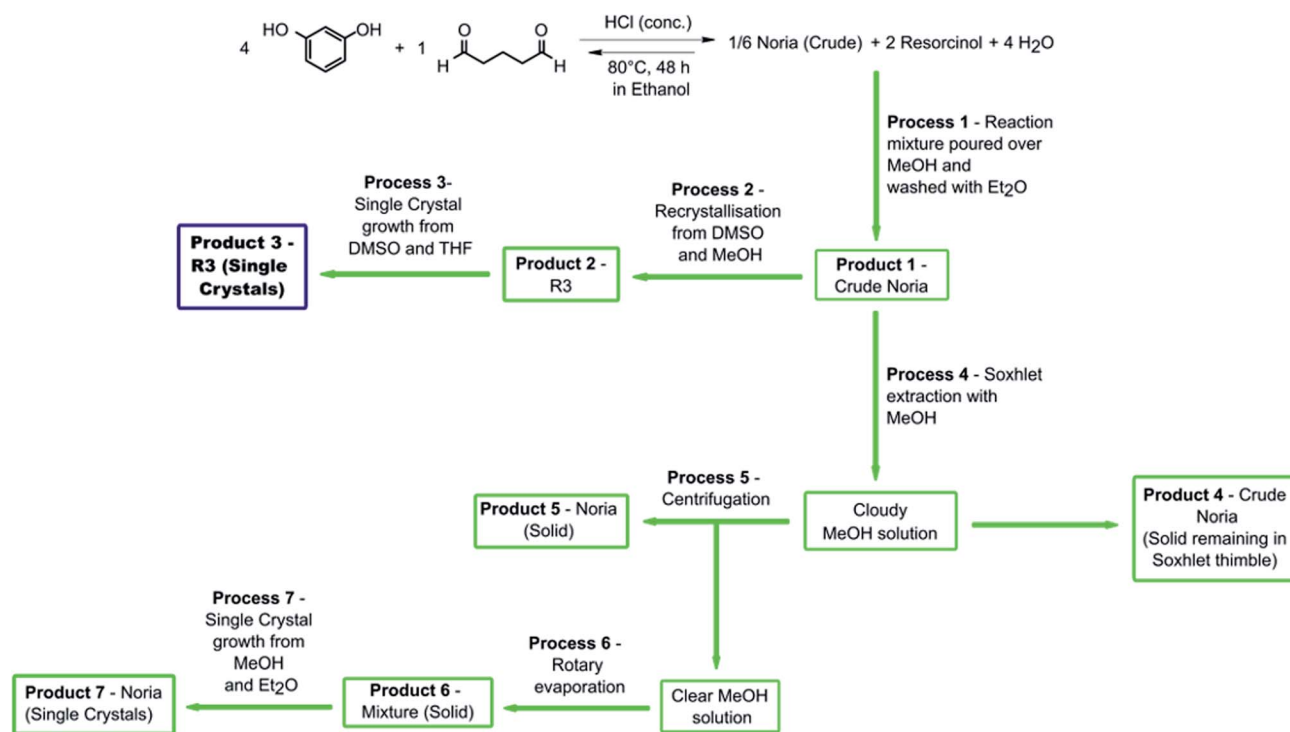 HCl (conc.)
4 HO OH + 1 O H O H 1/6 Noria (Crude) + 2 Resorcinol + 4 H2O
80°C, 48 h
in Ethanol
Process 1 - Reaction
mixture poured over
MeOH and
washed with Et2O
Process 3-
Single Crystal
growth from
DMSO and THF
Process 2 -
Recrystallisation
from DMSO
and MeOH
Product 3 -
R3 (Single
Crystals)
Product 2 -
R3
Product 1 -
Crude Noria
Process 4 - Soxhlet
extraction with
MeOH
Process 5 -
Centrifugation
Product 5 - Noria
(Solid)
Cloudy
MeOH solution
Product 4 - Crude
Noria
(Solid remaining in
Soxhlet thimble)
Process 7 -
Single Crystal
growth from
MeOH
and Et2O
Process 6 -
Rotary
evaporation
Product 7 - Noria
(Single Crystals)
Product 6 -
Mixture (Solid)
Clear MeOH
solution